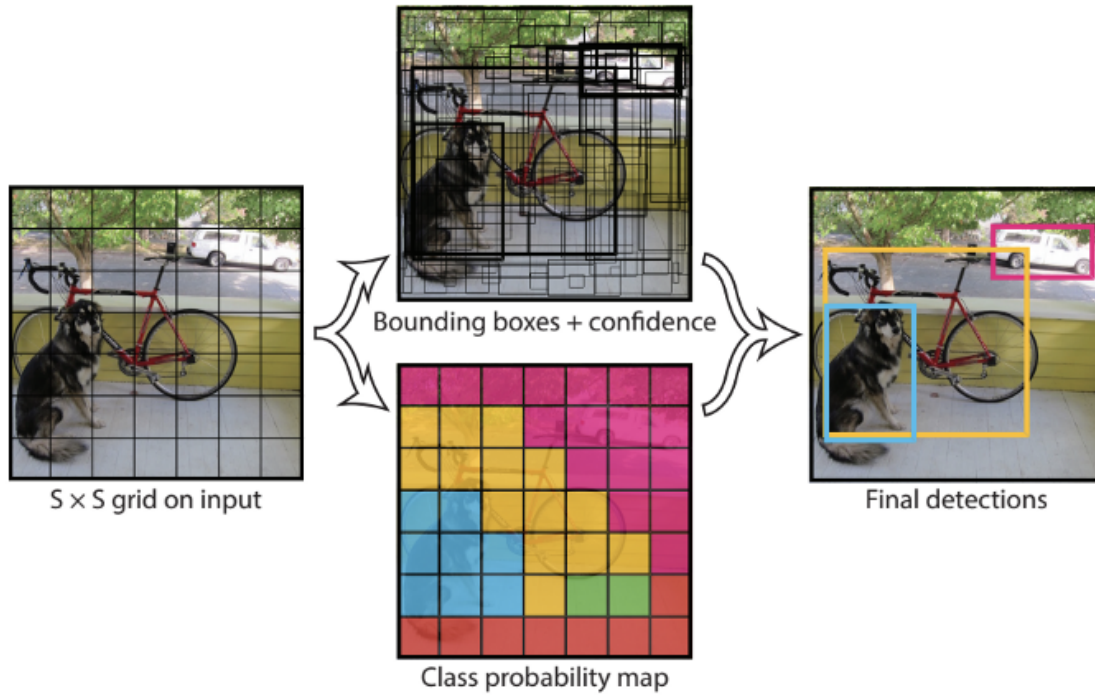 Bounding boxes + confidence
S × S grid on input
Final detections
Class probability map